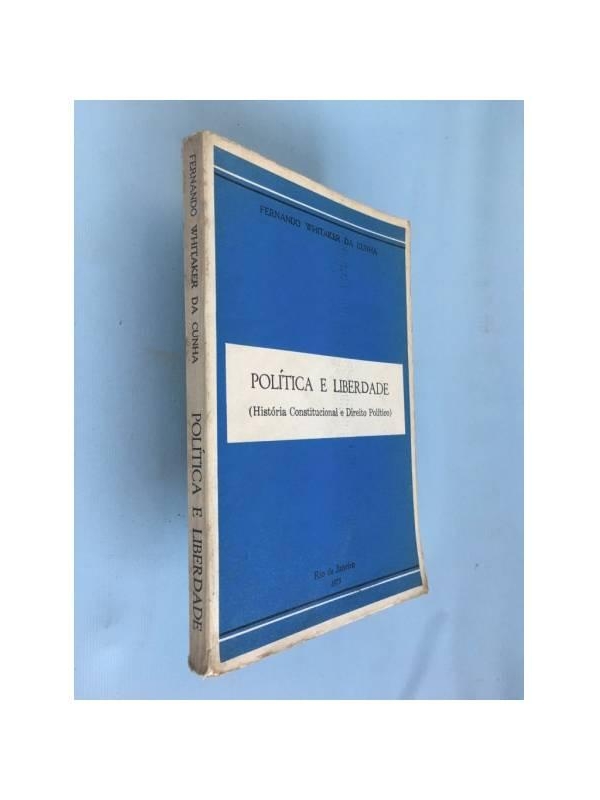 FERNANDO WHITAKER DA CUNHA
POLÍTICA E LIBERDADE
(História Constitucional e Direito Político)
Rio de Janeiro
FERNANDO WHITAKER DA CUNHA
POLÍTICA E LIBERDADE